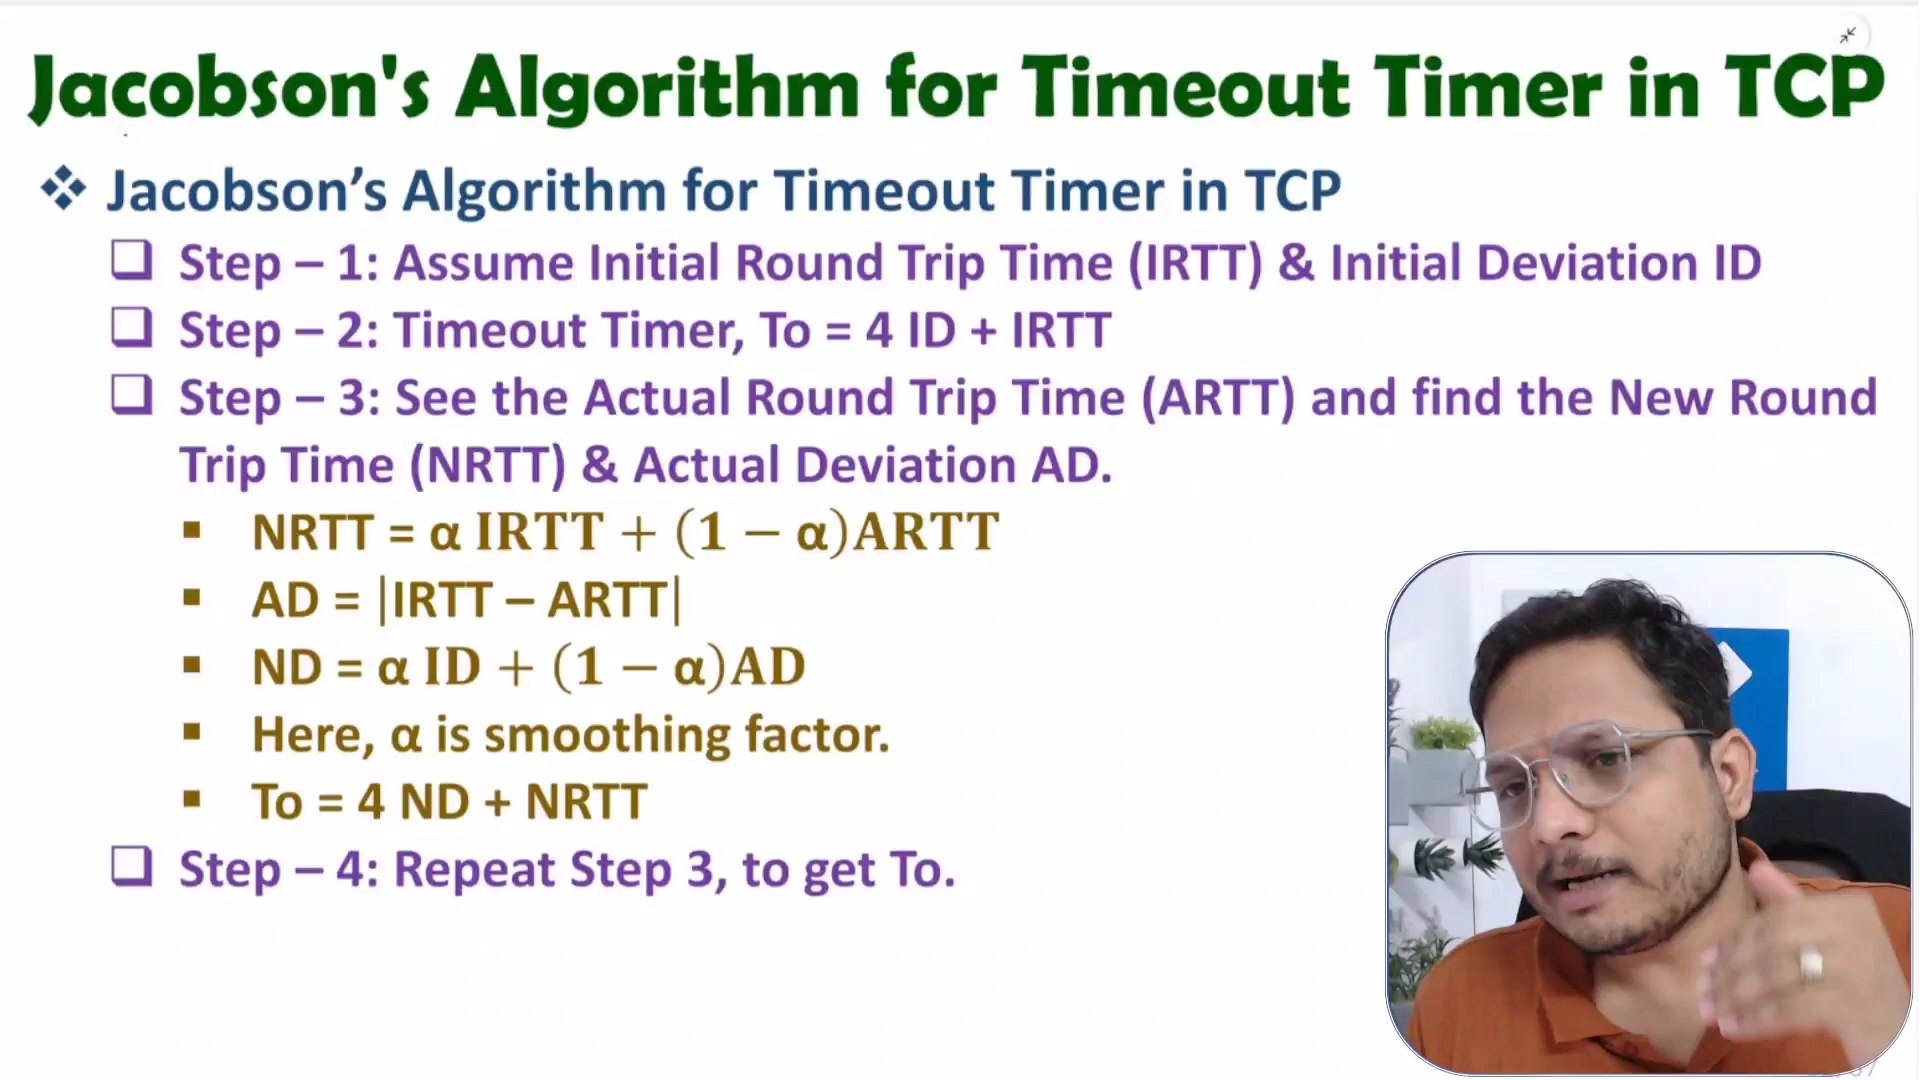 Jacobson's Algorithm for Timeout Timer in TCP
Jacobson’s Algorithm for Timeout Timer in TCP
Step – 1: Assume Initial Round Trip Time (IRTT) & Initial Deviation ID
Step – 2: Timeout Timer, To = 4 ID + IRTT
Step – 3: See the Actual Round Trip Time (ARTT) and find the New Round
Trip Time (NRTT) & Actual Deviation AD.
NRTT = α IRTT + (1 − α)ARTT
AD = |IRTT – ARTT|
ND = α ID + (1 − α)AD
Here, α is smoothing factor.
To = 4 ND + NRTT
Step – 4: Repeat Step 3, to get To.